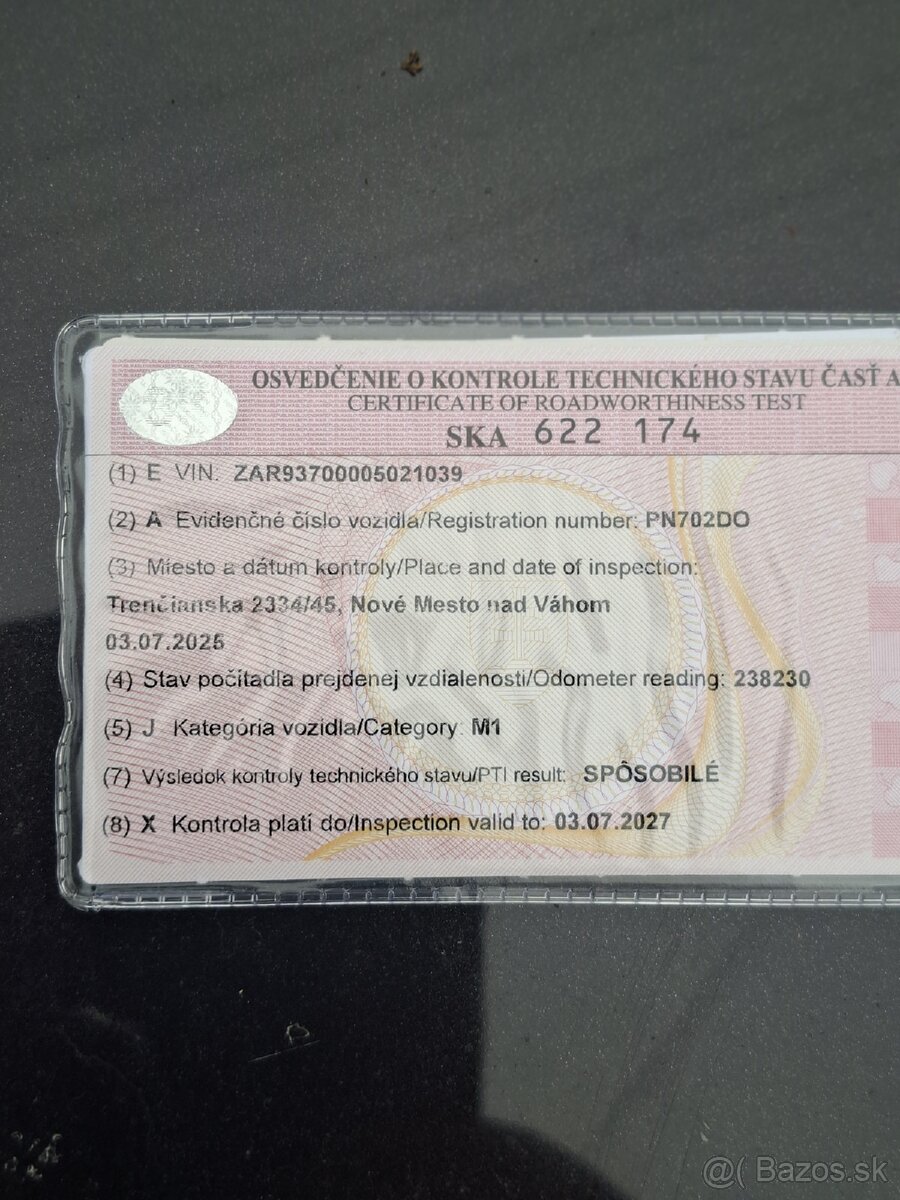 OSVEDČENIE O KONTROLE TECHNICKÉHO STAVU ČASŤ A
CERTIFICATE OF ROADWORTHINESS TEST
SKA 622 174
(1) E VIN: ZAR93700005021039
(2) A Evidenčné číslo vozidla/Registration number: PN702DO
(3) Miesto a dátum kontroly/Place and date of inspection:
Trenčianska 2334/45, Nové Mesto nad Váhom
03.07.2025
(4) Stav počítadla prejdenej vzdialenosti/Odometer reading: 238230
(5) J Kategória vozidla/Category: M1
(7) Výsledok kontroly technického stavu/PTI result: SPÔSOBILÉ
(8) X Kontrola platí do/Inspection valid to: 03.07.2027
@( Bazos.sk